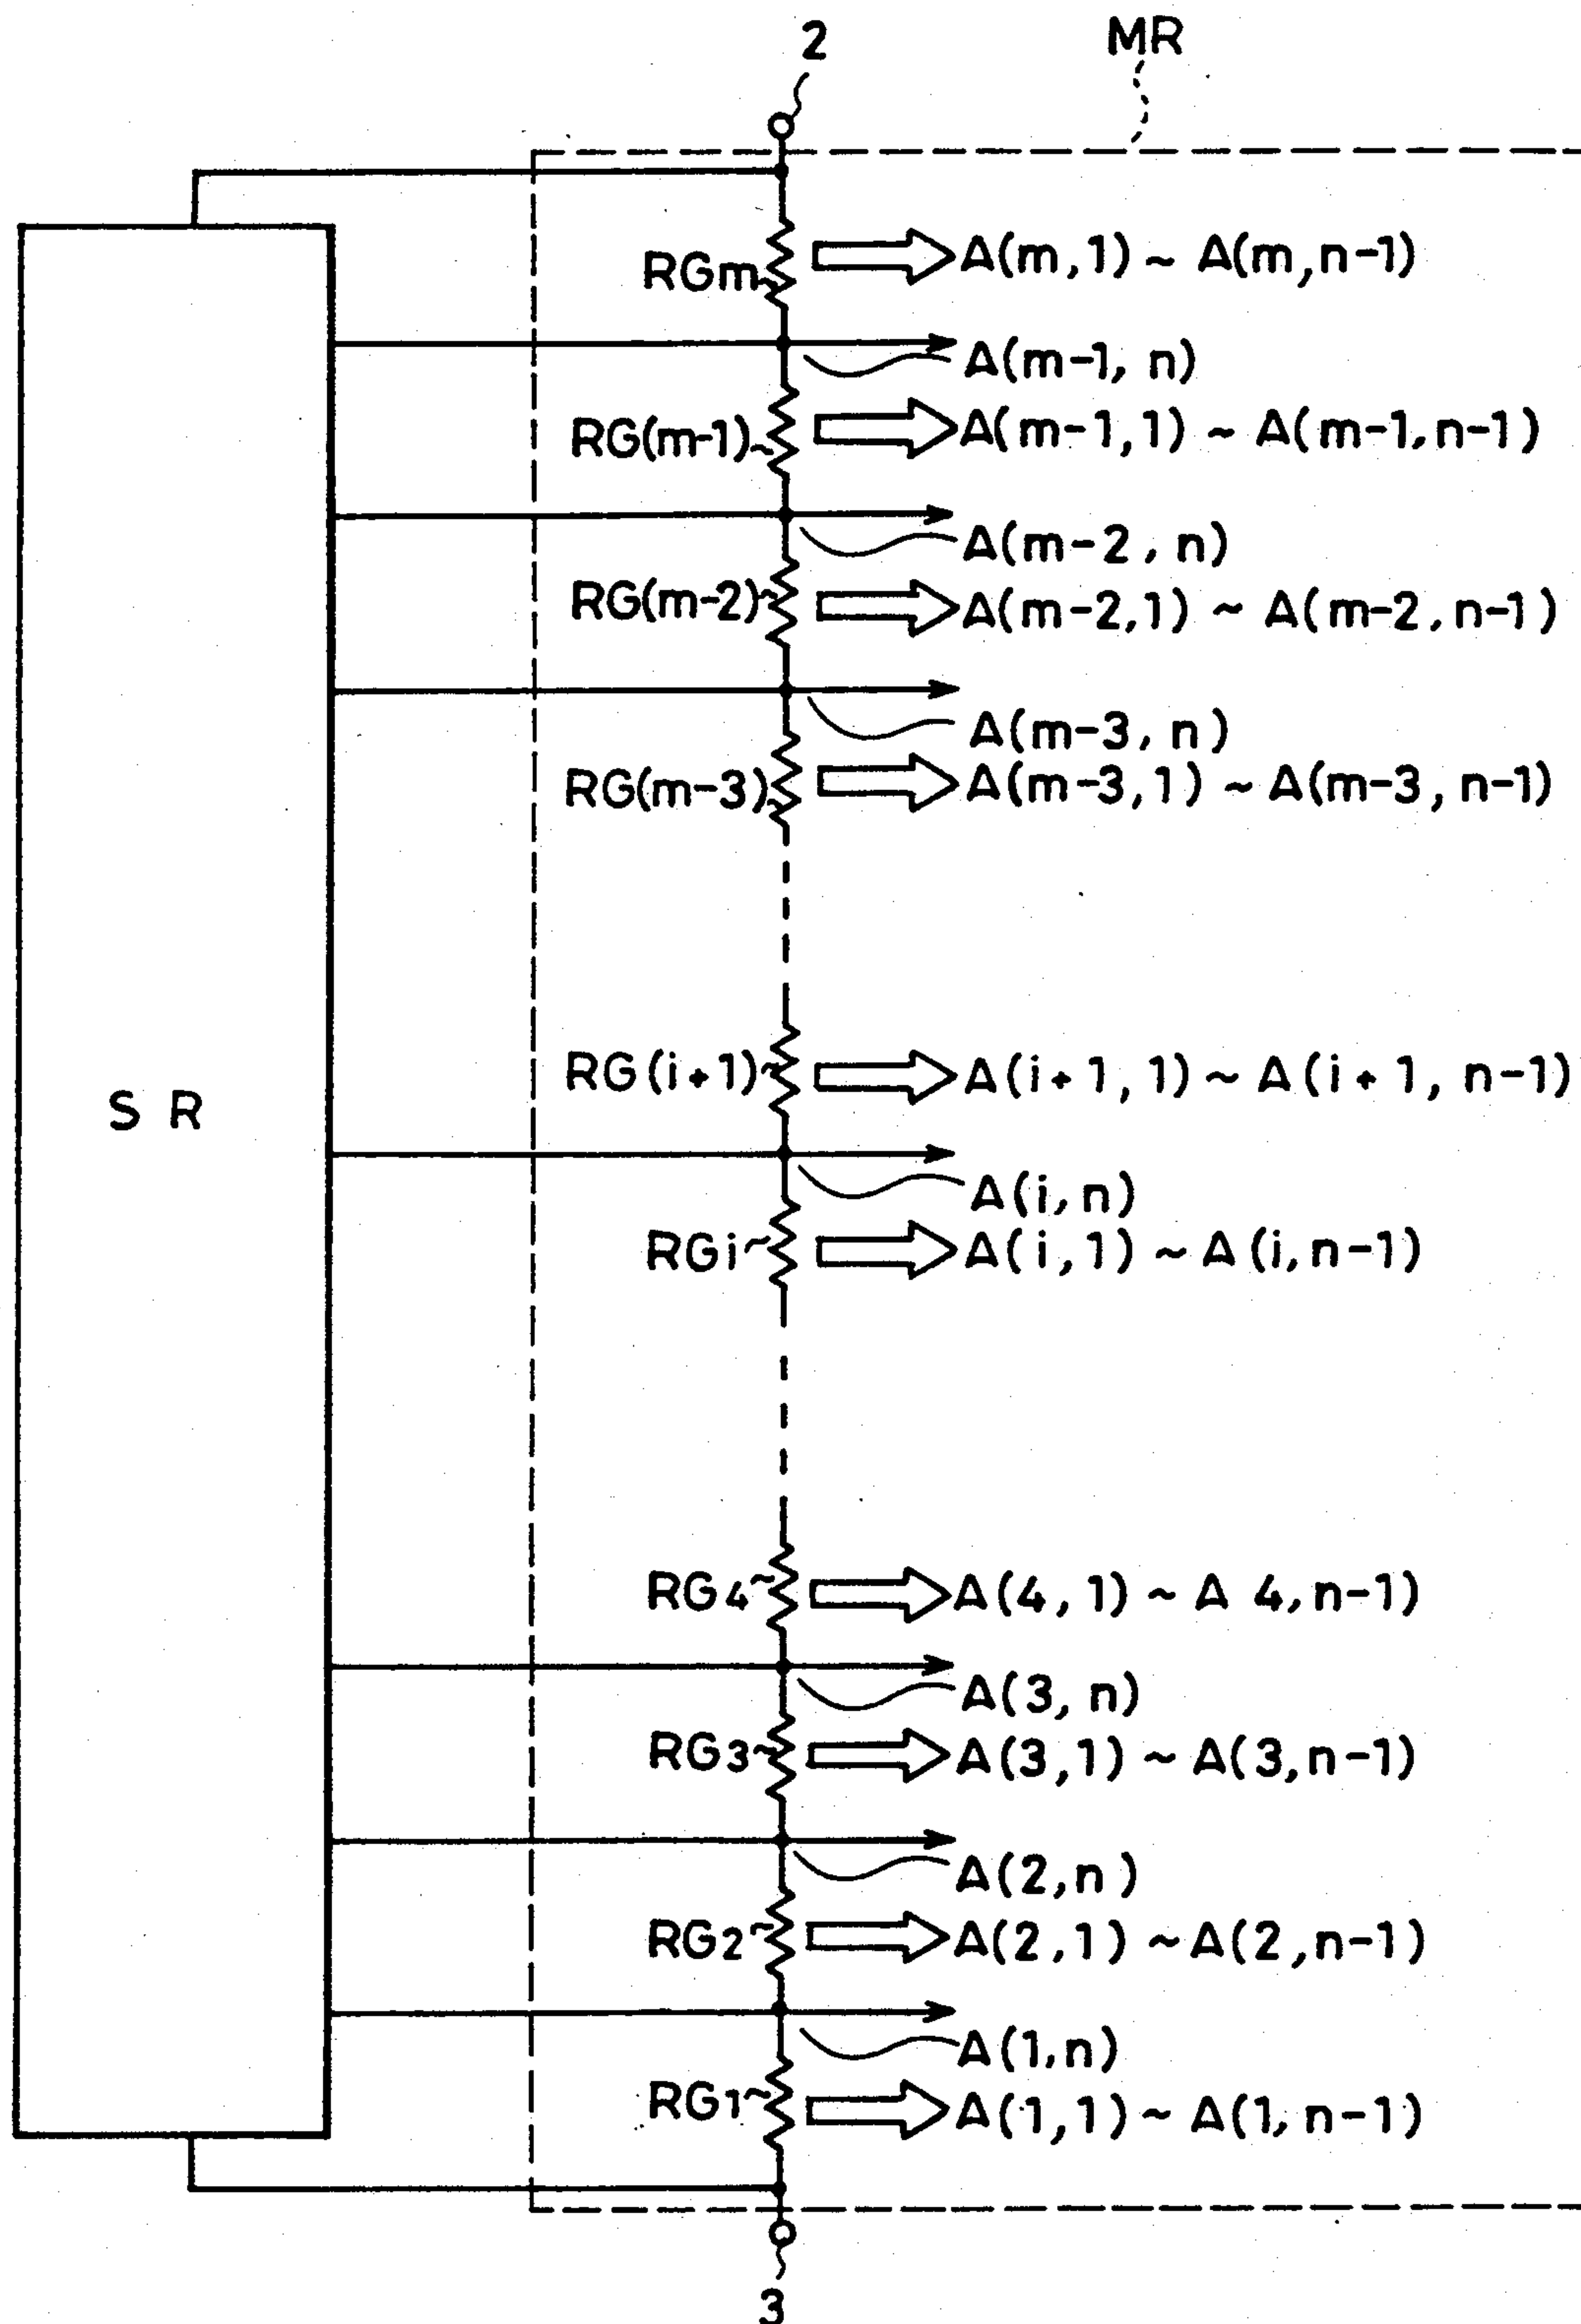 2
MR
RGm A(m,1) ~ A(m,n-1)
A(m-1, n)
RG(m-1) A(m-1,1) ~ A(m-1,n-1)
A(m-2, n)
RG(m-2) A(m-2,1) ~ A(m-2,n-1)
A(m-3, n)
RG(m-3) A(m-3,1) ~ A(m-3, n-1)
RG(i+1) A(i+1, 1) ~ A(i+1, n-1)
SR
A(i,n)
RGi A(i,1) ~ A(i,n-1)
RG4 A(4,1) ~ A 4,n-1)
A(3,n)
RG3 A(3,1) ~ A(3,n-1)
A(2,n)
RG2 A(2,1) ~ A(2,n-1)
A(1,n)
RG1 A(1,1) ~ A(1,n-1)
3